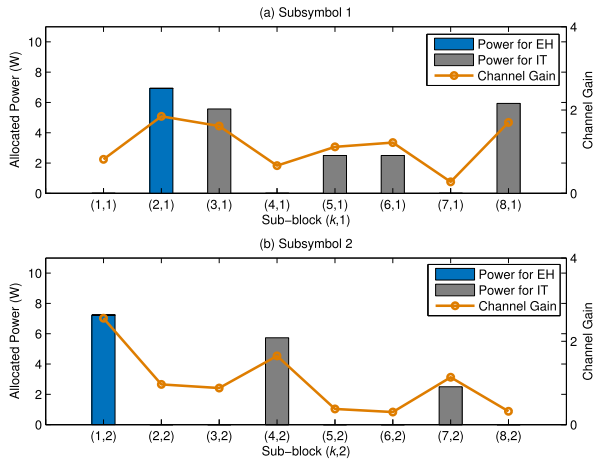 (a) Subsymbol 1
10
8
6
4
2
0
Allocated Power (W)
4
2
0
Channel Gain
Power for EH
Power for IT
Channel Gain
(1,1) (2,1) (3,1) (4,1) (5,1) (6,1) (7,1) (8,1)
Sub−block (k,1)
(b) Subsymbol 2
10
8
6
4
2
0
Allocated Power (W)
4
2
0
Channel Gain
Power for EH
Power for IT
Channel Gain
(1,2) (2,2) (3,2) (4,2) (5,2) (6,2) (7,2) (8,2)
Sub−block (k,2)